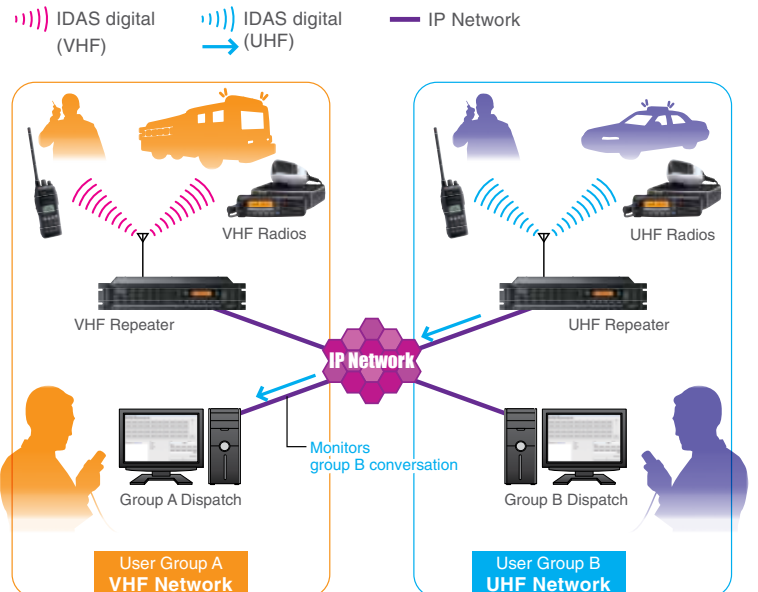 IDAS digital
(VHF)
IDAS digital
(UHF)
IP Network
VHF Radios
UHF Radios
VHF Repeater
UHF Repeater
IP Network
Monitors
group B conversation
Group A Dispatch
Group B Dispatch
User Group A
VHF Network
User Group B
UHF Network